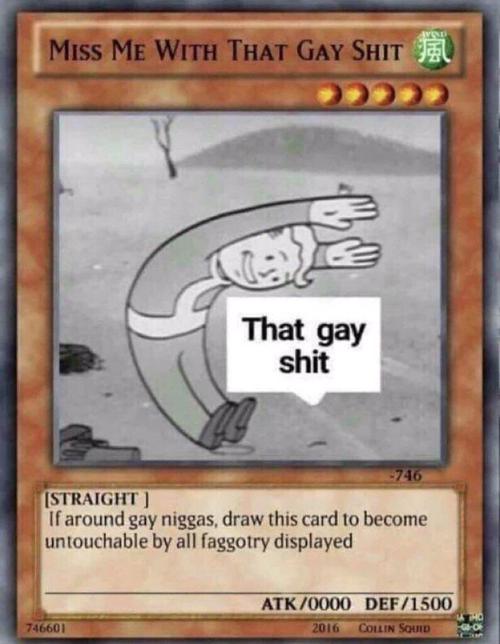 Miss Me With That Gay Shit
WIND
風
That gay
shit
-746
[STRAIGHT ]
If around gay niggas, draw this card to become
untouchable by all faggotry displayed
ATK/0000 DEF/1500
746601
2016 Collin Squid